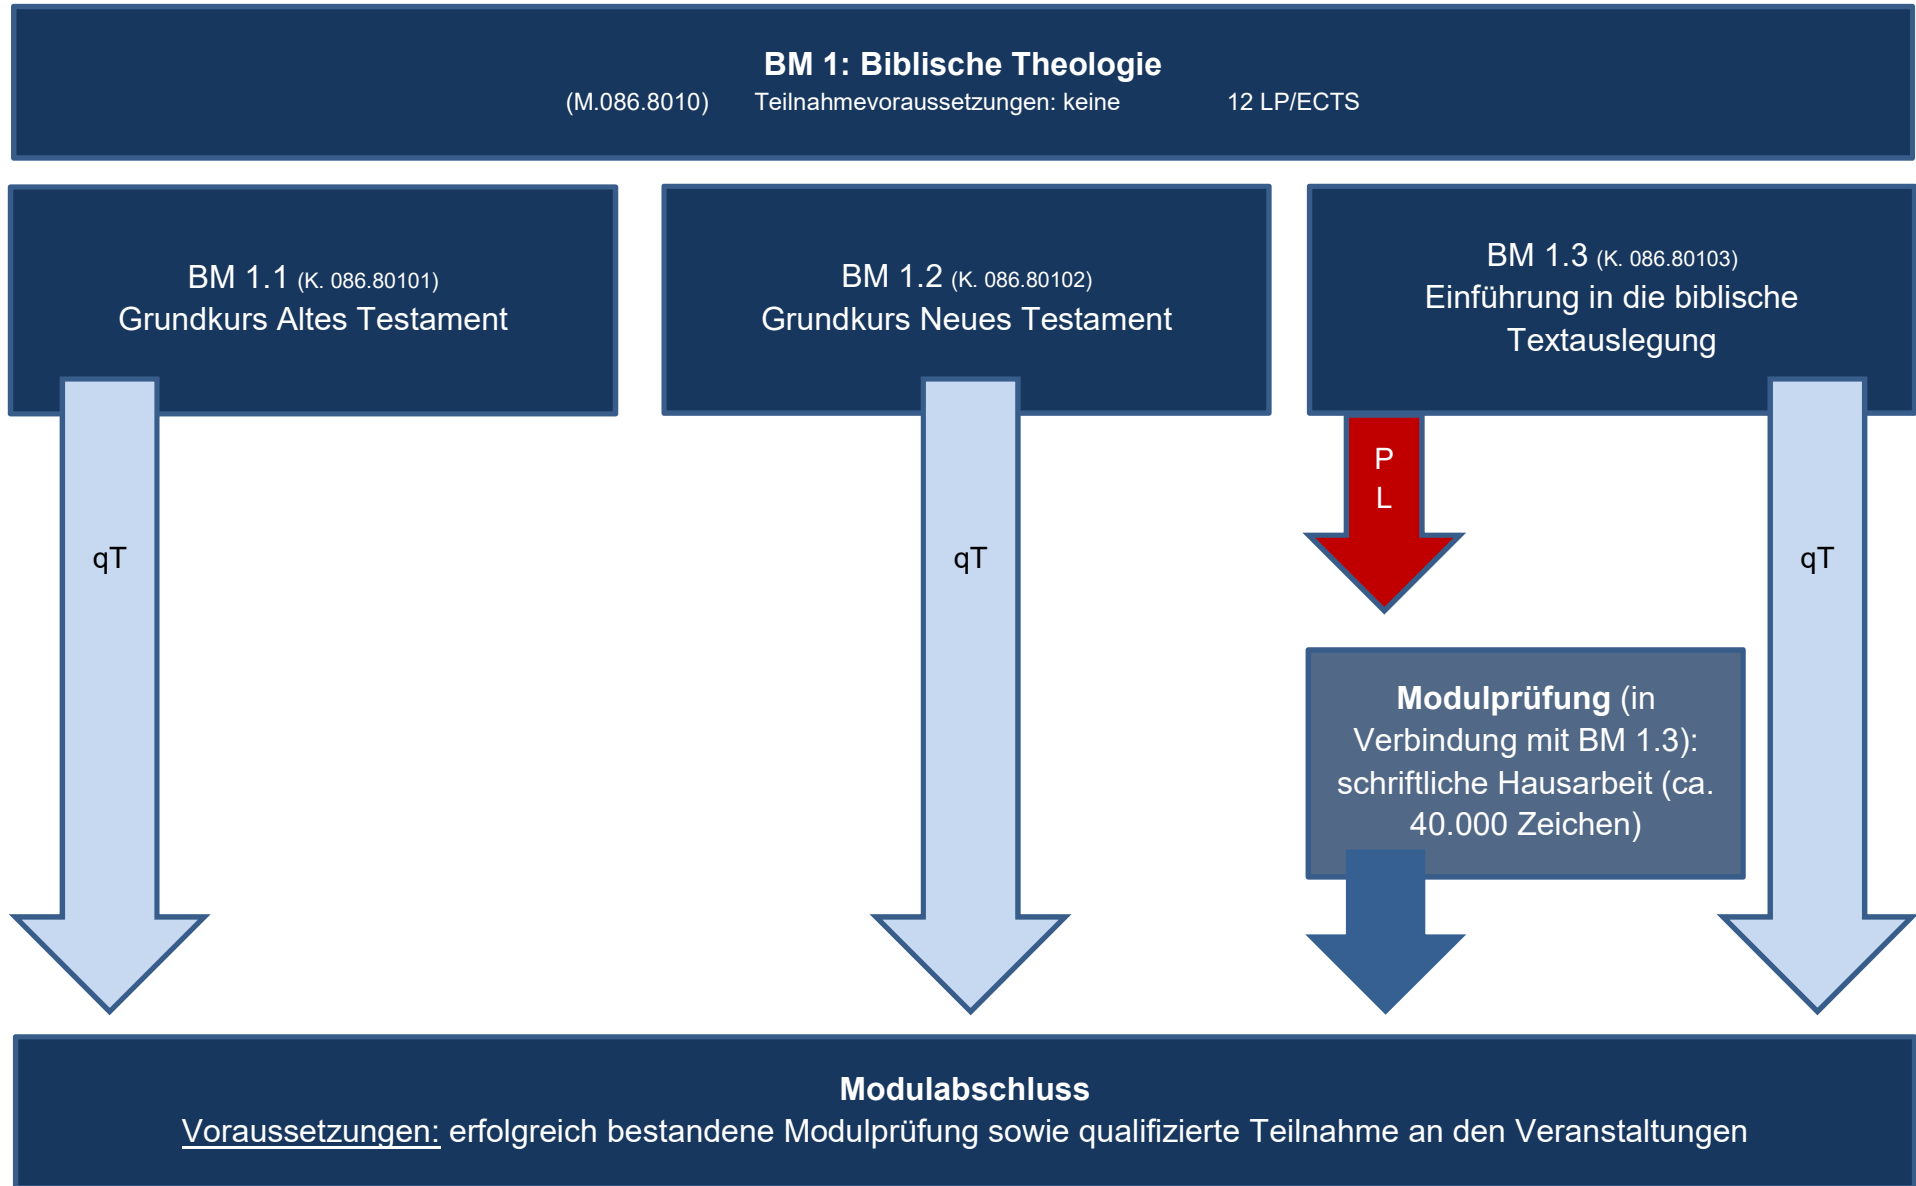 BM 1: Biblische Theologie
(M.086.8010) Teilnahmevoraussetzungen: keine 12 LP/ECTS
BM 1.1 (K. 086.80101)
Grundkurs Altes Testament
BM 1.2 (K. 086.80102)
Grundkurs Neues Testament
BM 1.3 (K. 086.80103)
Einführung in die biblische
Textauslegung
qT
qT
P
L
qT
Modulprüfung (in
Verbindung mit BM 1.3):
schriftliche Hausarbeit (ca.
40.000 Zeichen)
Modulabschluss
Voraussetzungen: erfolgreich bestandene Modulprüfung sowie qualifizierte Teilnahme an den Veranstaltungen